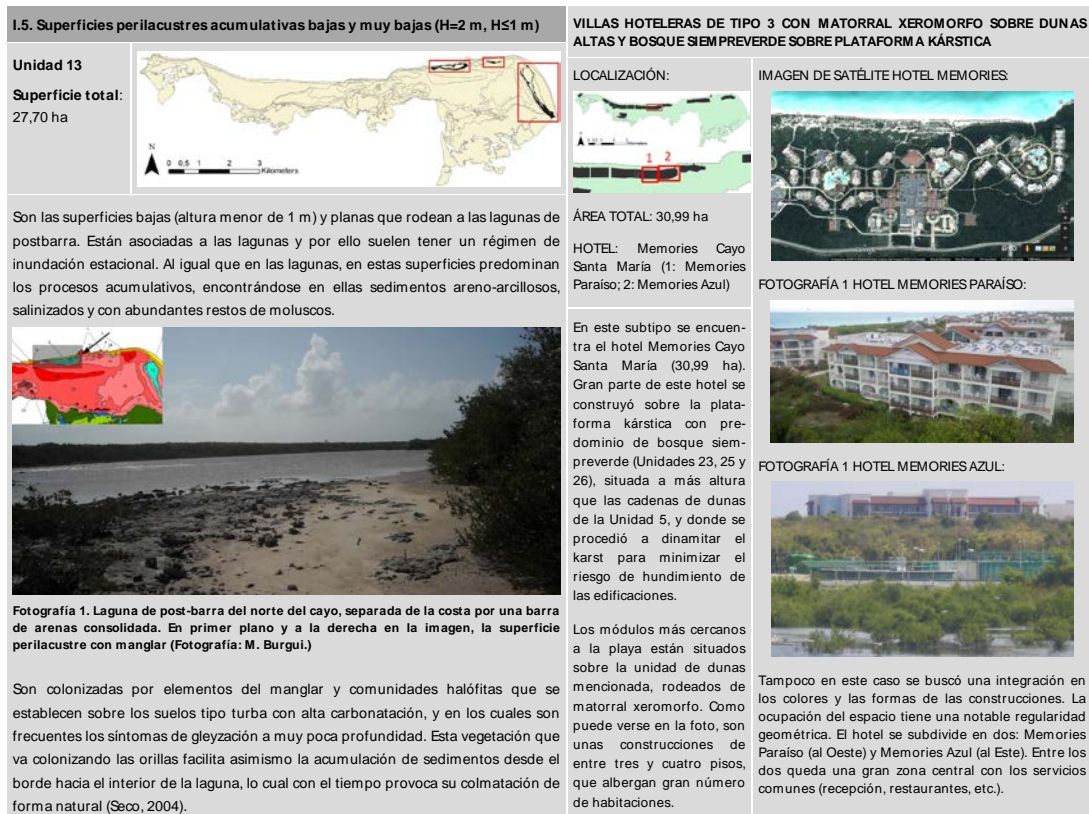 I.5. Superficies perilacustres acumulativas bajas y muy bajas (H=2 m, H≤1 m)
Unidad 13
Superficie total:
27,70 ha
N
0 0,5 1 2 3
Kilometers
Son las superficies bajas (altura menor de 1 m) y planas que rodean a las lagunas de
postbarra. Están asociadas a las lagunas y por ello suelen tener un régimen de
inundación estacional. Al igual que en las lagunas, en estas superficies predominan
los procesos acumulativos, encontrándose en ellas sedimentos areno-arcillosos,
salinizados y con abundantes restos de moluscos.
Fotografía 1. Laguna de post-barra del norte del cayo, separada de la costa por una barra
de arenas consolidada. En primer plano y a la derecha en la imagen, la superficie
perilacustre con manglar (Fotografía: M. Burgui.)
Son colonizadas por elementos del manglar y comunidades halófitas que se
establecen sobre los suelos tipo turba con alta carbonatación, y en los cuales son
frecuentes los síntomas de gleyzación a muy poca profundidad. Esta vegetación que
va colonizando las orillas facilita asimismo la acumulación de sedimentos desde el
borde hacia el interior de la laguna, lo cual con el tiempo provoca su colmatación de
forma natural (Seco, 2004).
VILLAS HOTELERAS DE TIPO 3 CON MATORRAL XEROMORFO SOBRE DUNAS
ALTAS Y BOSQUE SIEMPREVERDE SOBRE PLATAFORMA KÁRSTICA
LOCALIZACIÓN:
1 2
ÁREA TOTAL: 30,99 ha
HOTEL: Memories Cayo
Santa María (1: Memories
Paraíso; 2: Memories Azul)
En este subtipo se encuen-
tra el hotel Memories Cayo
Santa María (30,99 ha).
Gran parte de este hotel se
construyó sobre la plata-
forma kárstica con pre-
dominio de bosque siem-
preverde (Unidades 23, 25 y
26), situada a más altura
que las cadenas de dunas
de la Unidad 5, y donde se
procedió a dinamitar el
karst para minimizar el
riesgo de hundimiento de
las edificaciones.
Los módulos más cercanos
a la playa están situados
sobre la unidad de dunas
mencionada, rodeados de
matorral xeromorfo. Como
puede verse en la foto, son
unas construcciones de
entre tres y cuatro pisos,
que albergan gran número
de habitaciones.
IMAGEN DE SATÉLITE HOTEL MEMORIES:
FOTOGRAFÍA 1 HOTEL MEMORIES PARAÍSO:
FOTOGRAFÍA 1 HOTEL MEMORIES AZUL:
Tampoco en este caso se buscó una integración en
los colores y las formas de las construcciones. La
ocupación del espacio tiene una notable regularidad
geométrica. El hotel se subdivide en dos: Memories
Paraíso (al Oeste) y Memories Azul (al Este). Entre los
dos queda una gran zona central con los servicios
comunes (recepción, restaurantes, etc.).